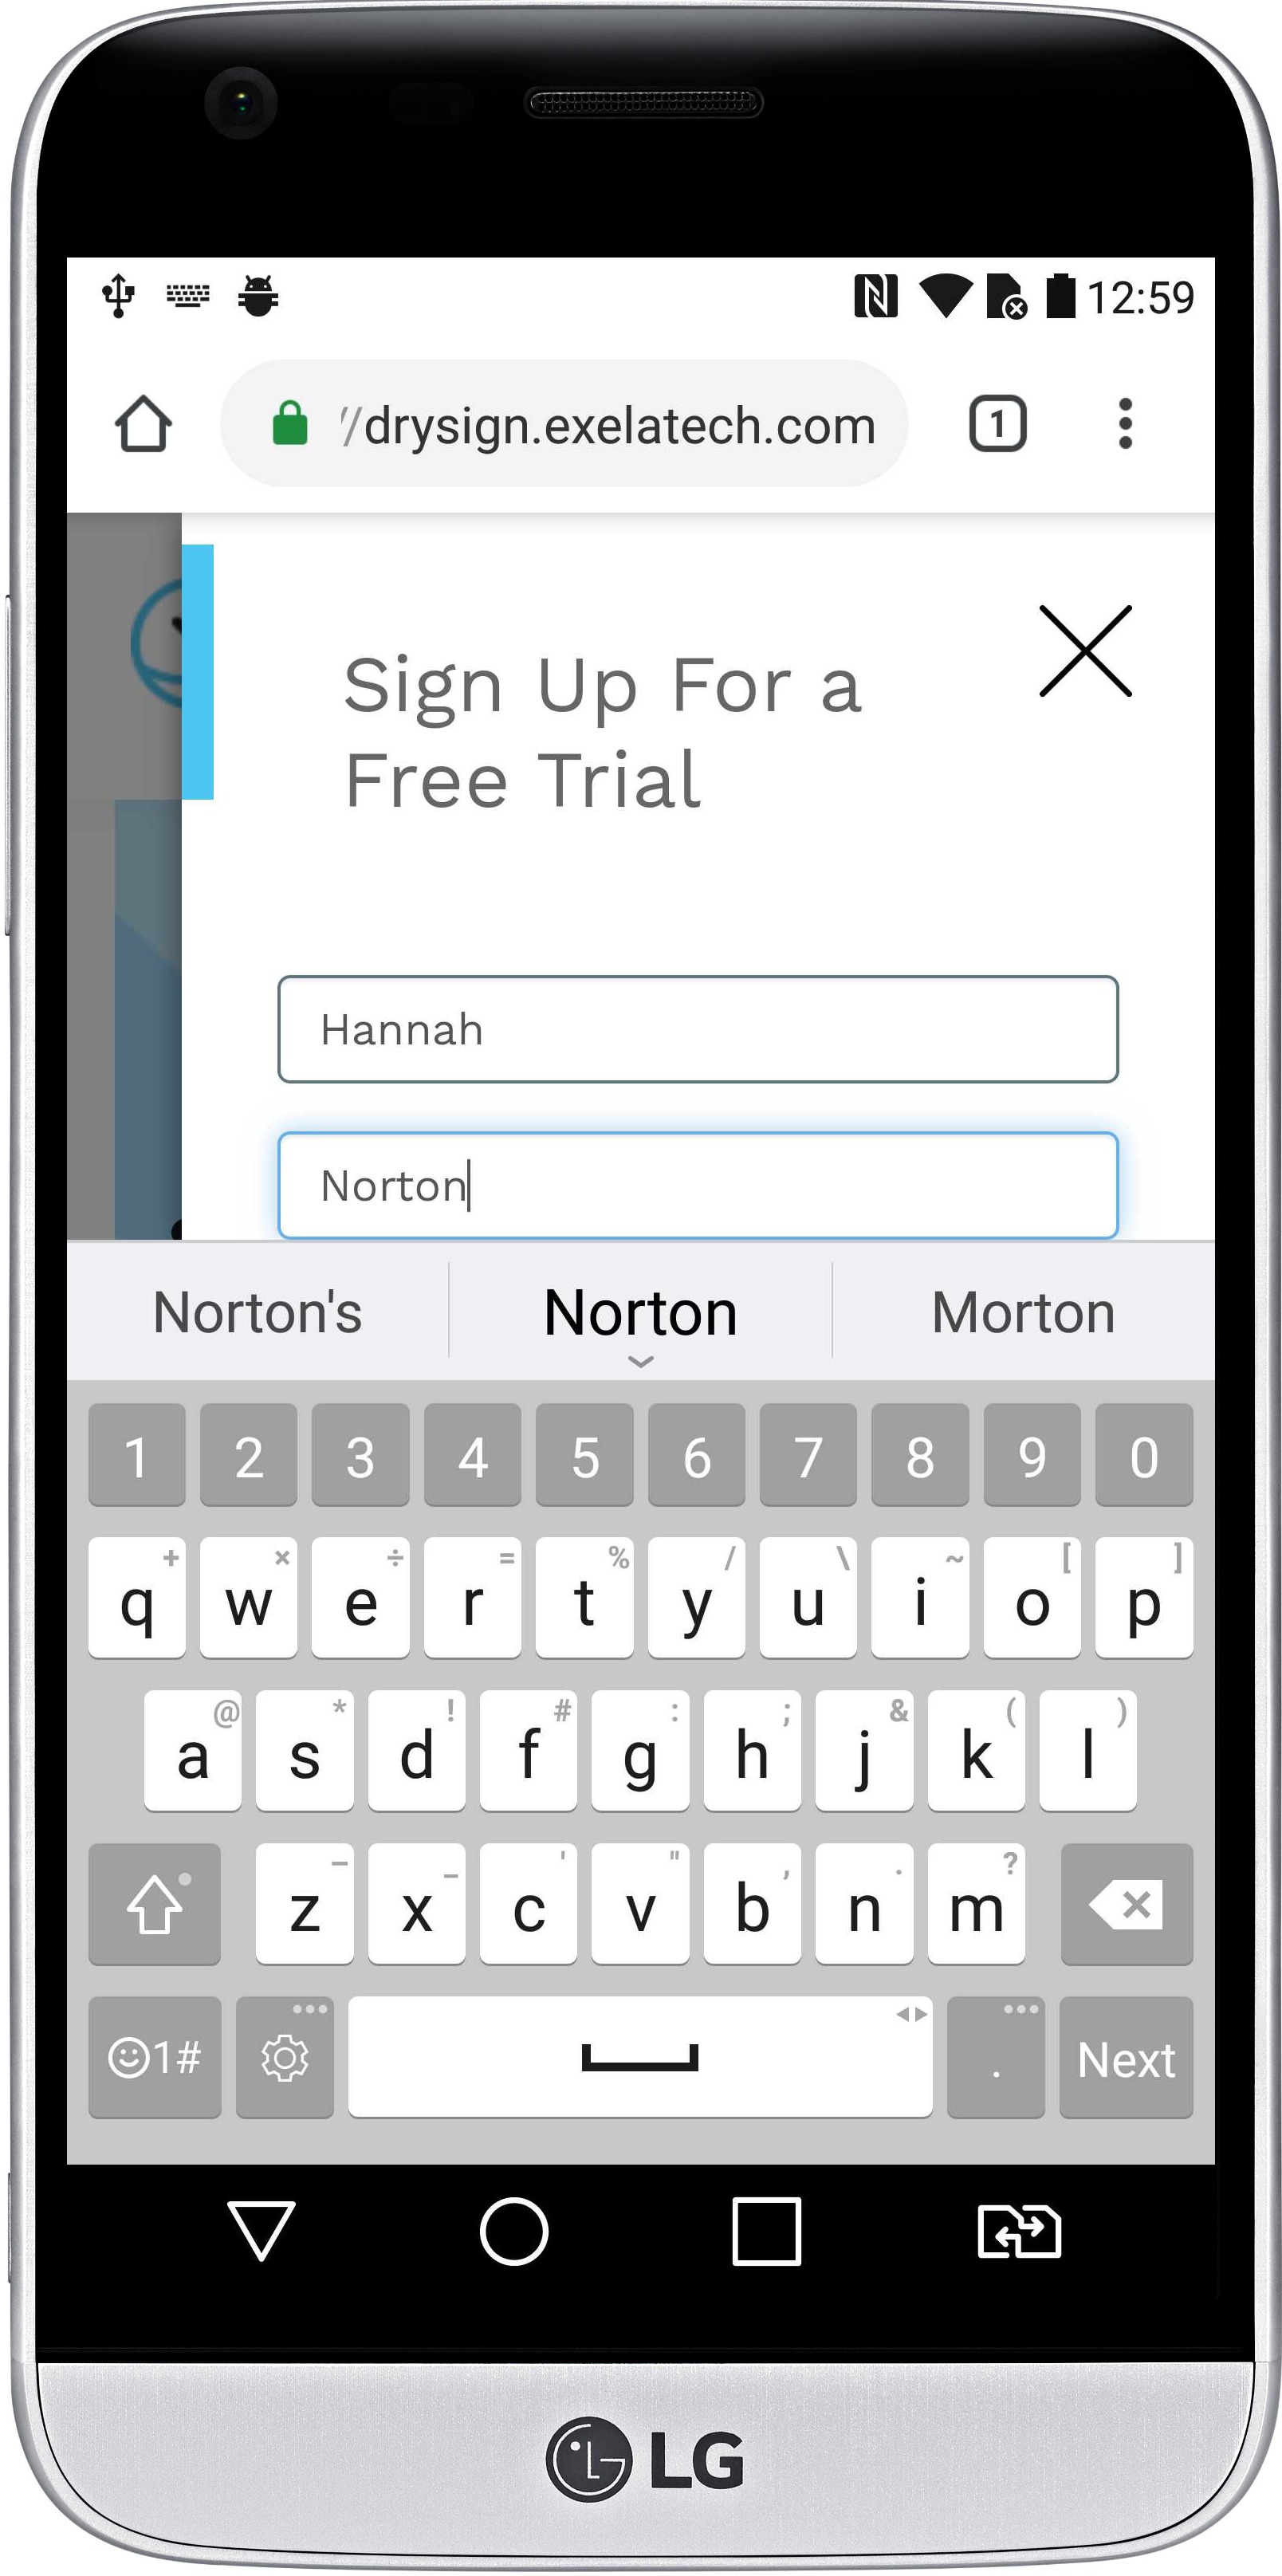 12:59
//drysign.exelatech.com
1
Sign Up For a
Free Trial
Hannah
Norton
Norton's Norton Morton
1 2 3 4 5 6 7 8 9 0
+ × ÷ = % / \ ~ [ ]
q w e r t y u i o p
@ * ! # : ; & ( )
a s d f g h j k l
– _ ' " , . ?
z x c v b n m
1# . Next
LG